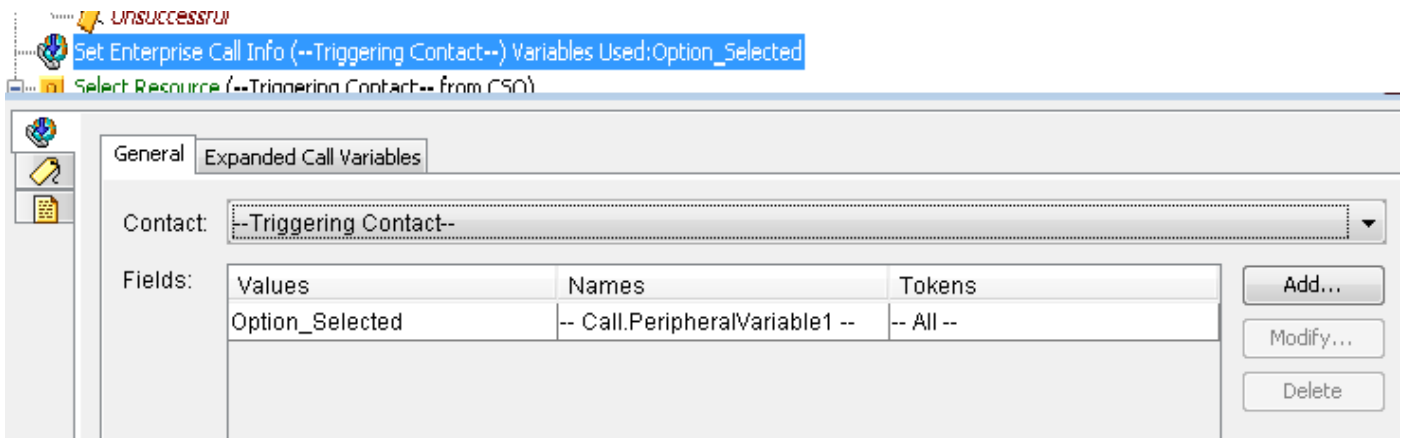 Unsuccessful
Set Enterprise Call Info (--Triggering Contact--) Variables Used:Option_Selected
Select Resource (--Triggering Contact-- from CSQ)
General Expanded Call Variables
Contact: --Triggering Contact--
Fields: Values Names Tokens Add...
Option_Selected -- Call.PeripheralVariable1 -- -- All --
Modify...
Delete